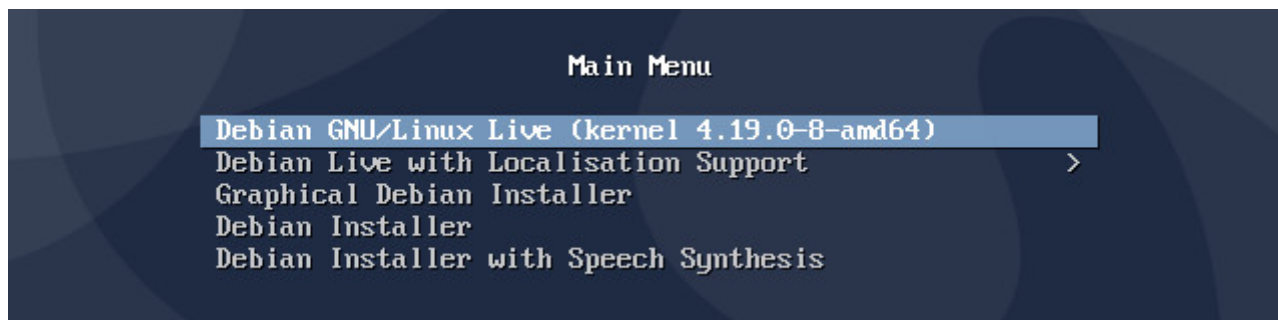 Main Menu
Debian GNU/Linux Live (kernel 4.19.0-8-amd64)
Debian Live with Localisation Support >
Graphical Debian Installer
Debian Installer
Debian Installer with Speech Synthesis